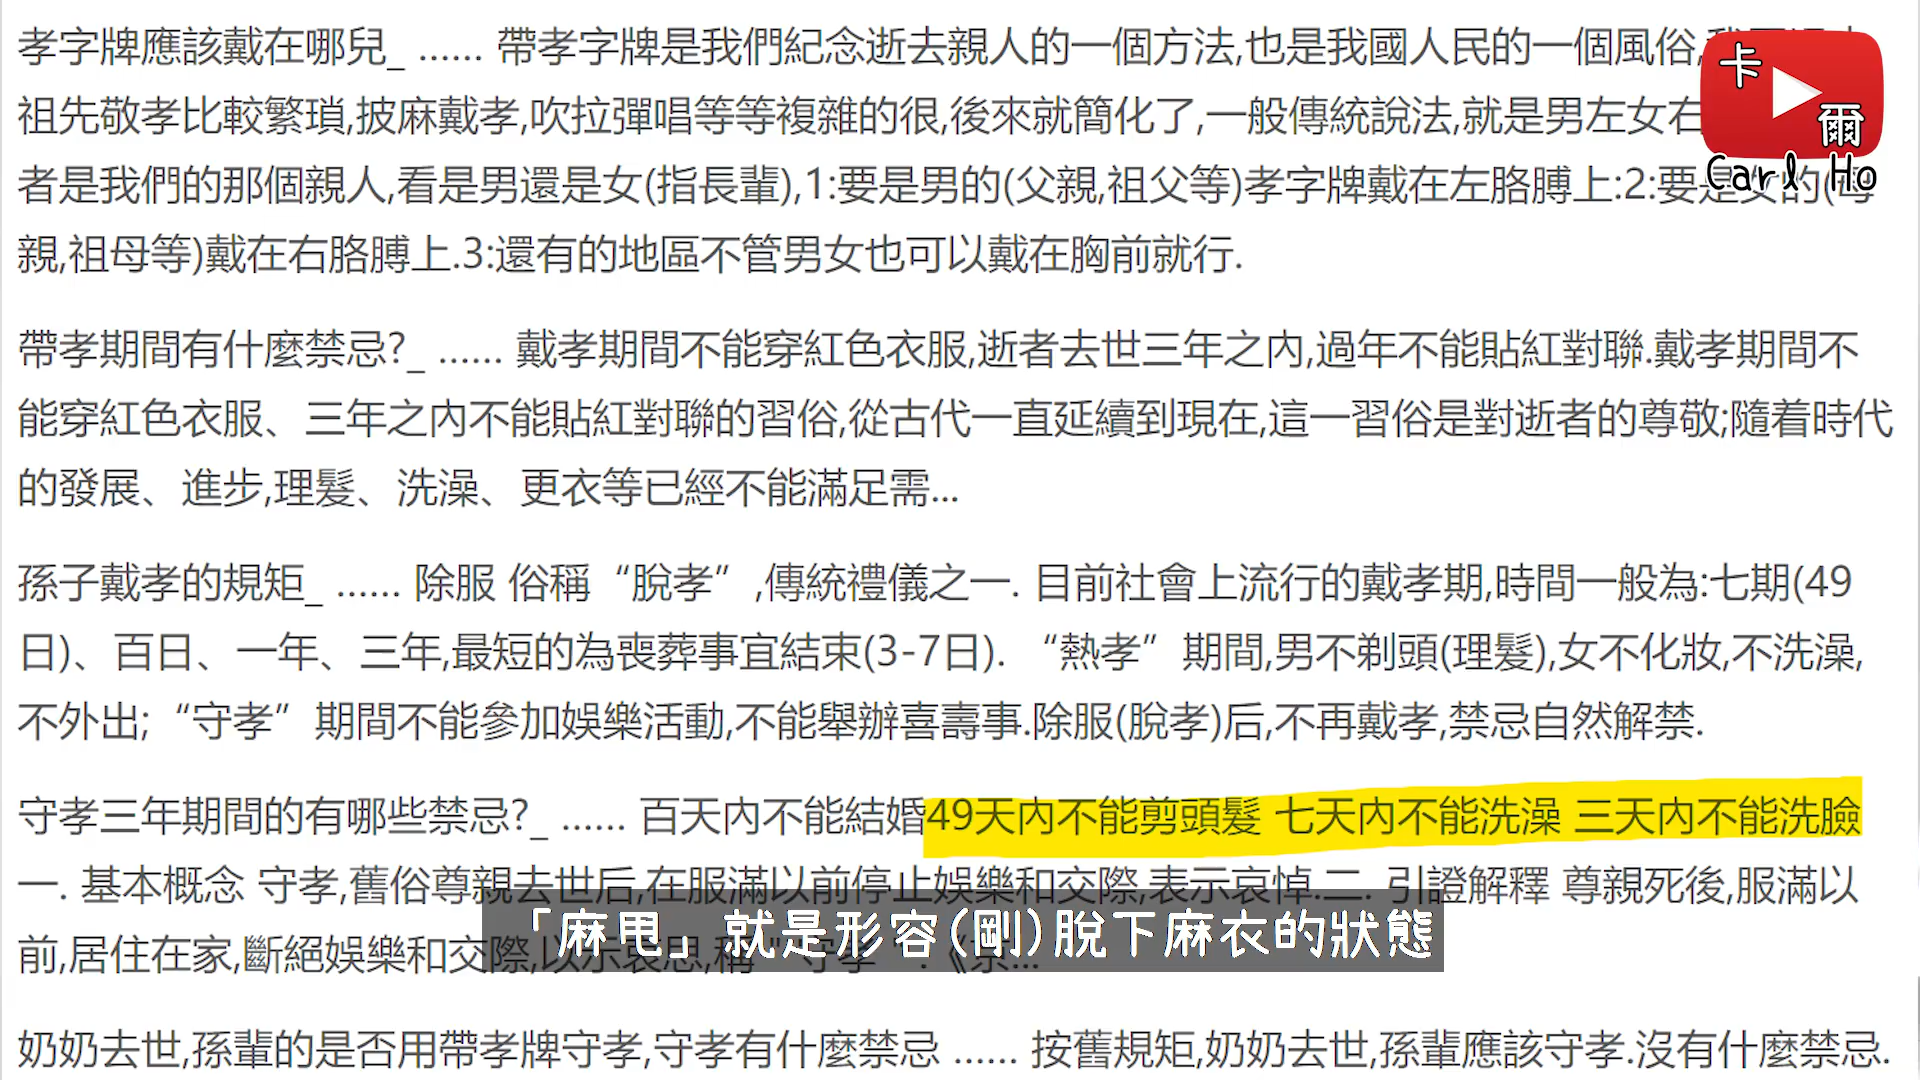 孝字牌應該戴在哪兒_ ...... 帶孝字牌是我們紀念逝去親人的一個方法,也是我國人民的一個風俗,
祖先敬孝比較繁瑣,披麻戴孝,吹拉彈唱等等複雜的很,後來就簡化了,一般傳統說法,就是男左女右
者是我們的那個親人,看是男還是女(指長輩),1:要是男的(父親,祖父等)孝字牌戴在左胳膊上:2:要是女的(母
親,祖母等)戴在右胳膊上.3:還有的地區不管男女也可以戴在胸前就行.
卡
爾
Carl Ho
帶孝期間有什麼禁忌?_ ...... 戴孝期間不能穿紅色衣服,逝者去世三年之內,過年不能貼紅對聯.戴孝期間不
能穿紅色衣服、三年之內不能貼紅對聯的習俗,從古代一直延續到現在,這一習俗是對逝者的尊敬;隨着時代
的發展、進步,理髮、洗澡、更衣等已經不能滿足需...
孫子戴孝的規矩_ ...... 除服 俗稱“脫孝”,傳統禮儀之一. 目前社會上流行的戴孝期,時間一般為:七期(49
日)、百日、一年、三年,最短的為喪葬事宜結束(3-7日). “熱孝”期間,男不剃頭(理髮),女不化妝,不洗澡,
不外出;“守孝”期間不能參加娛樂活動,不能舉辦喜壽事.除服(脫孝)后,不再戴孝,禁忌自然解禁.
守孝三年期間的有哪些禁忌?_ ...... 百天內不能結婚49天內不能剪頭髮 七天內不能洗澡 三天內不能洗臉
一. 基本概念 守孝,舊俗尊親去世后,在服滿以前停止娛樂和交際,表示哀悼.二. 引證解釋 尊親死後,服滿以
前,居住在家,斷絕娛樂和交際,以示哀思,稱"守孝".
「麻甩」就是形容(剛)脫下麻衣的狀態
奶奶去世,孫輩的是否用帶孝牌守孝,守孝有什麼禁忌 ...... 按舊規矩,奶奶去世,孫輩應該守孝.沒有什麼禁忌.